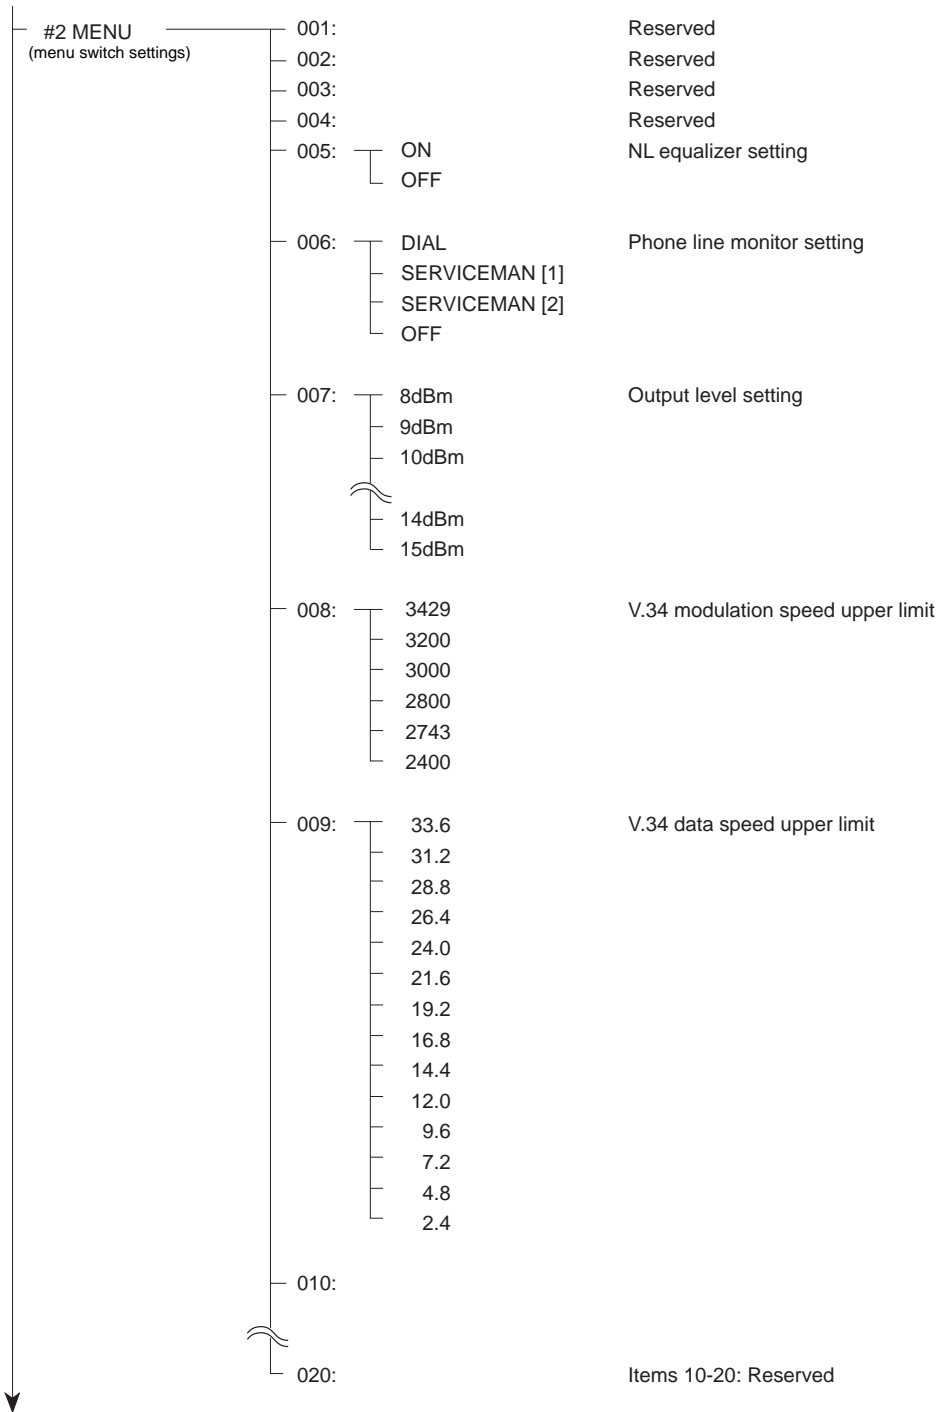 #2 MENU 001: Reserved
(menu switch settings)
002: Reserved
003: Reserved
004: Reserved
005: ON NL equalizer setting
OFF
006: DIAL Phone line monitor setting
SERVICEMAN [1]
SERVICEMAN [2]
OFF
007: 8dBm Output level setting
9dBm
10dBm
14dBm
15dBm
008: 3429 V.34 modulation speed upper limit
3200
3000
2800
2743
2400
009: 33.6 V.34 data speed upper limit
31.2
28.8
26.4
24.0
21.6
19.2
16.8
14.4
12.0
9.6
7.2
4.8
2.4
010:
020: Items 10-20: Reserved